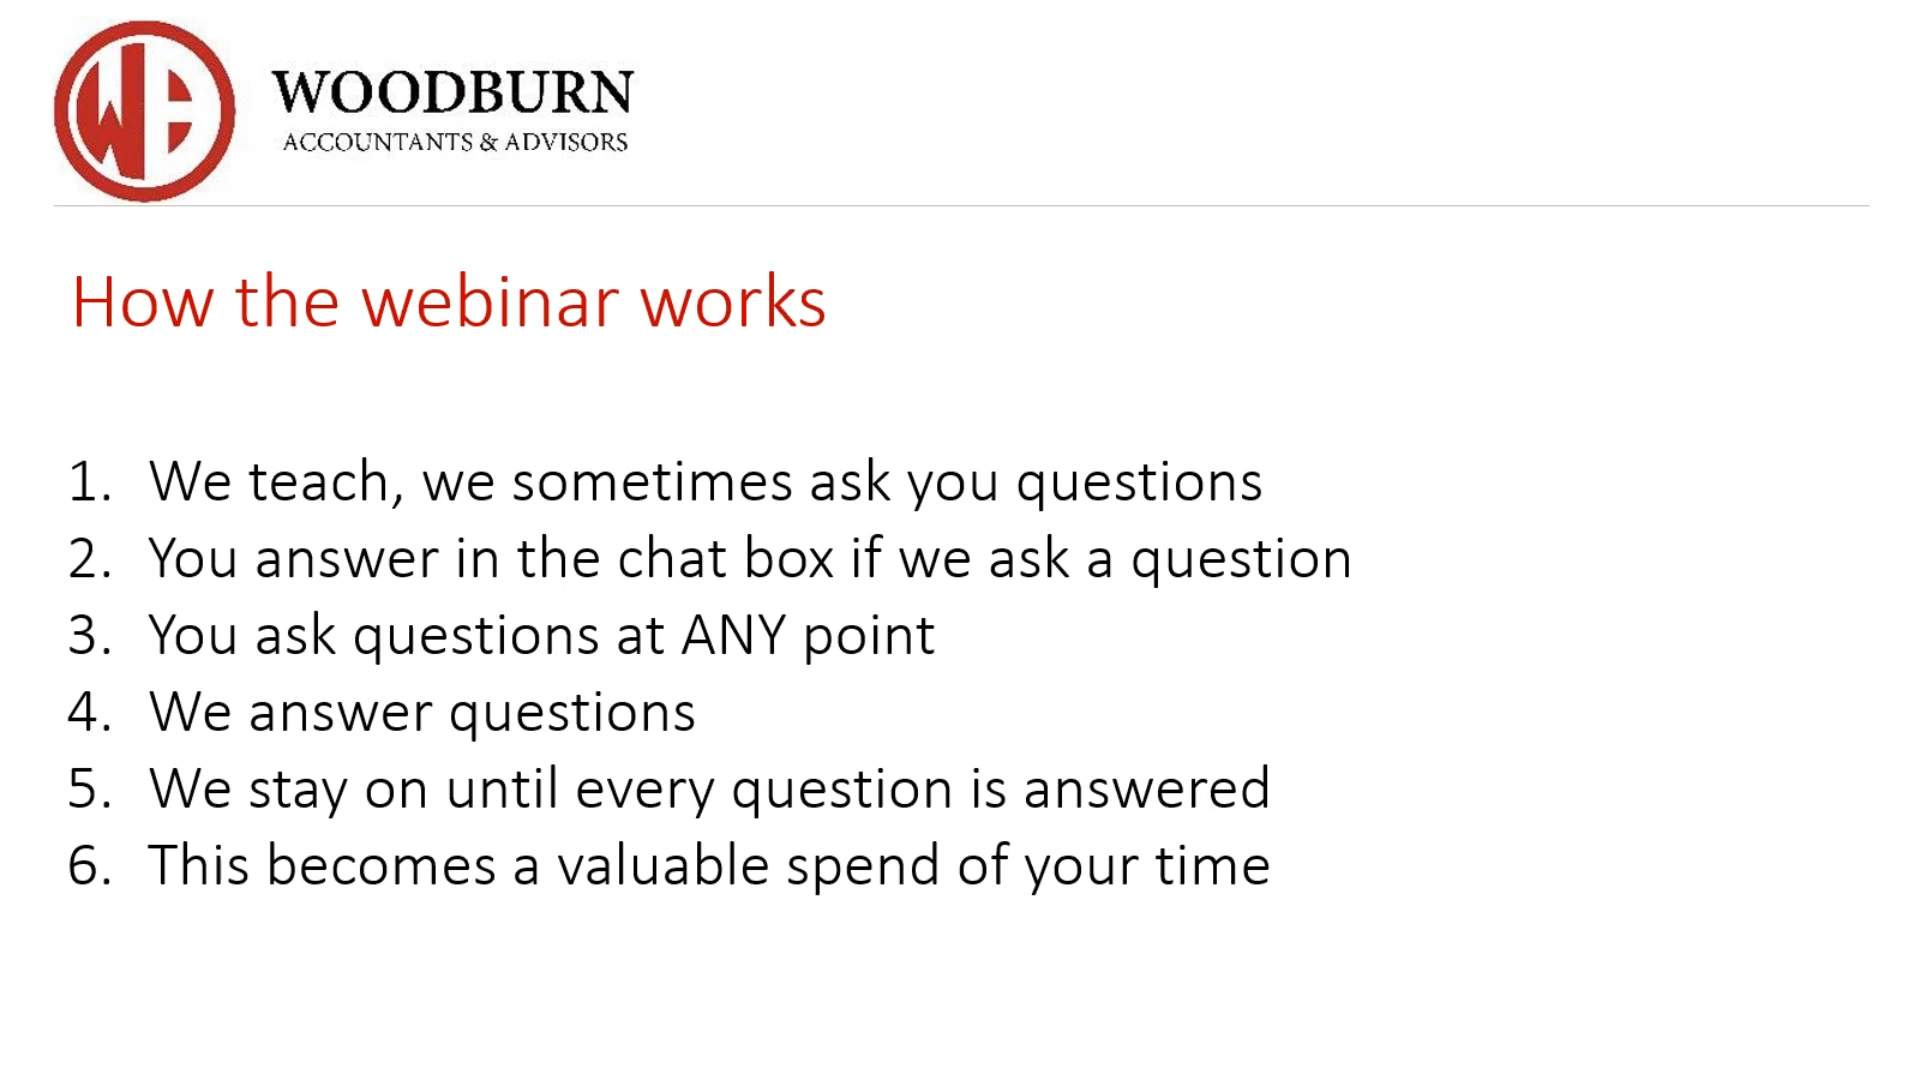 WOODBURN
ACCOUNTANTS & ADVISORS
How the webinar works
1. We teach, we sometimes ask you questions
2. You answer in the chat box if we ask a question
3. You ask questions at ANY point
4. We answer questions
5. We stay on until every question is answered
6. This becomes a valuable spend of your time